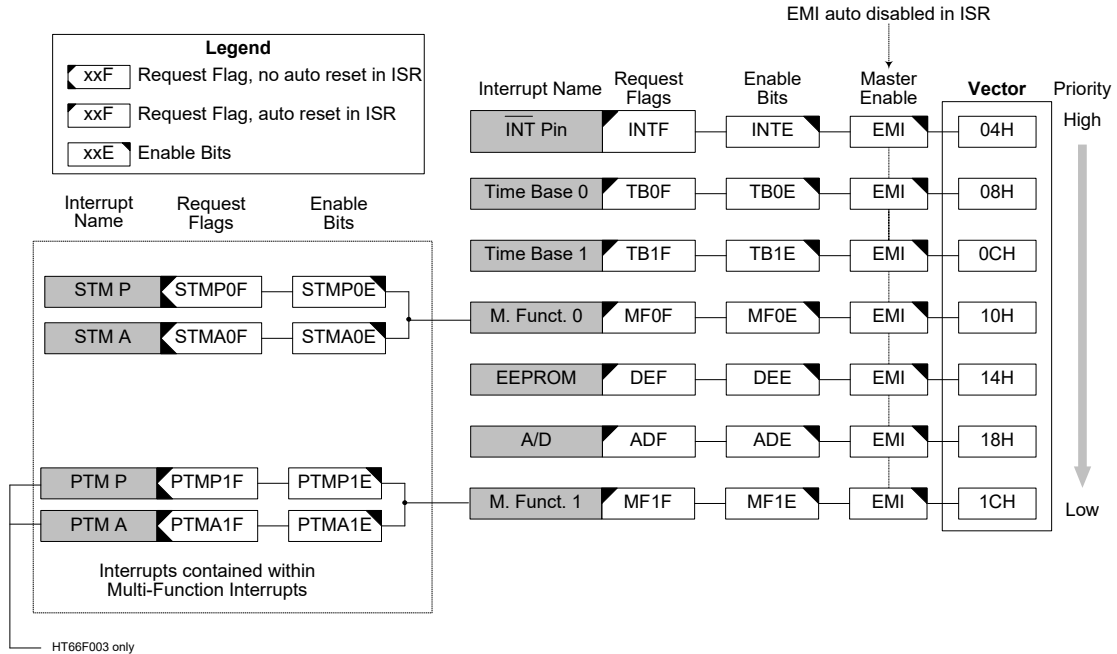 EMI auto disabled in ISR
Legend
xxF Request Flag, no auto reset in ISR
xxF Request Flag, auto reset in ISR
xxE Enable Bits
Interrupt Name
Request Flags
Enable Bits
Master Enable
Vector
Priority
High
INT Pin INTF INTE EMI 04H
Time Base 0 TB0F TB0E EMI 08H
Time Base 1 TB1F TB1E EMI 0CH
M. Funct. 0 MF0F MF0E EMI 10H
EEPROM DEF DEE EMI 14H
A/D ADF ADE EMI 18H
M. Funct. 1 MF1F MF1E EMI 1CH
Low
Interrupt Name
Request Flags
Enable Bits
STM P STMP0F STMP0E
STM A STMA0F STMA0E
PTM P PTMP1F PTMP1E
PTM A PTMA1F PTMA1E
Interrupts contained within
Multi-Function Interrupts
HT66F003 only